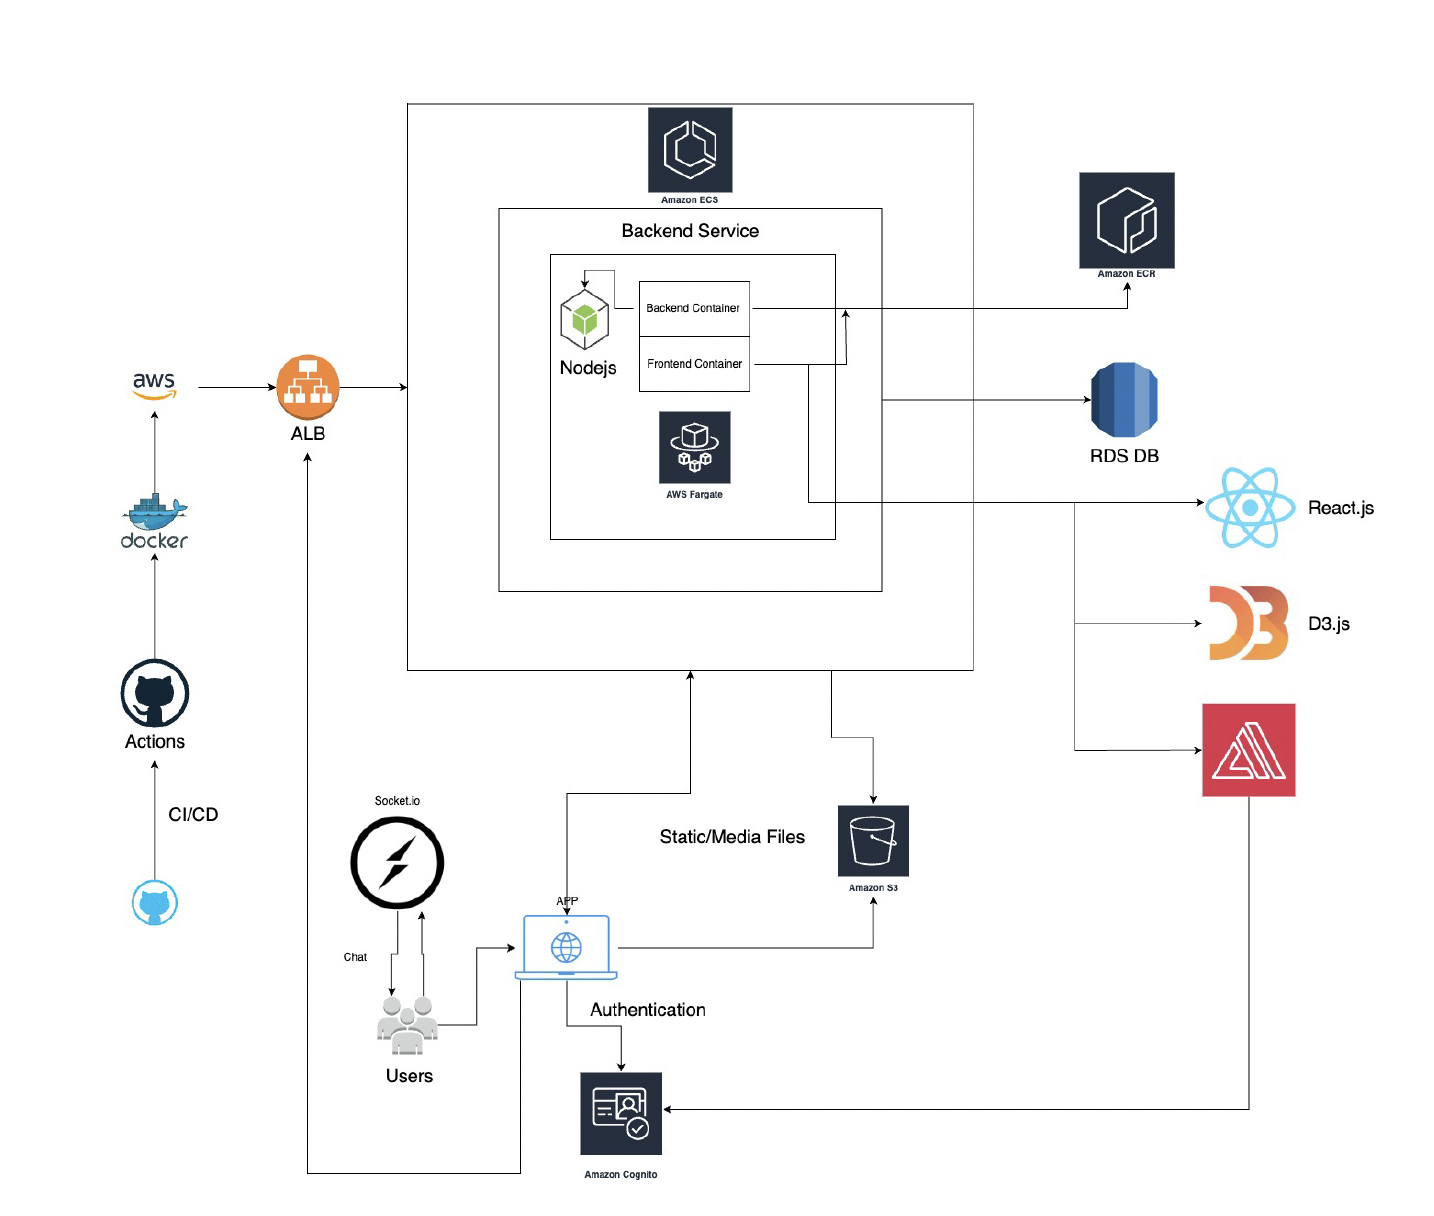 Amazon ECS
Backend Service
Backend Container
Frontend Container
Nodejs
AWS Fargate
Amazon ECR
RDS DB
React.js
D3.js
aws
ALB
docker
Actions
CI/CD
Socket.io
Chat
Users
APP
Static/Media Files
Amazon S3
Authentication
Amazon Cognito